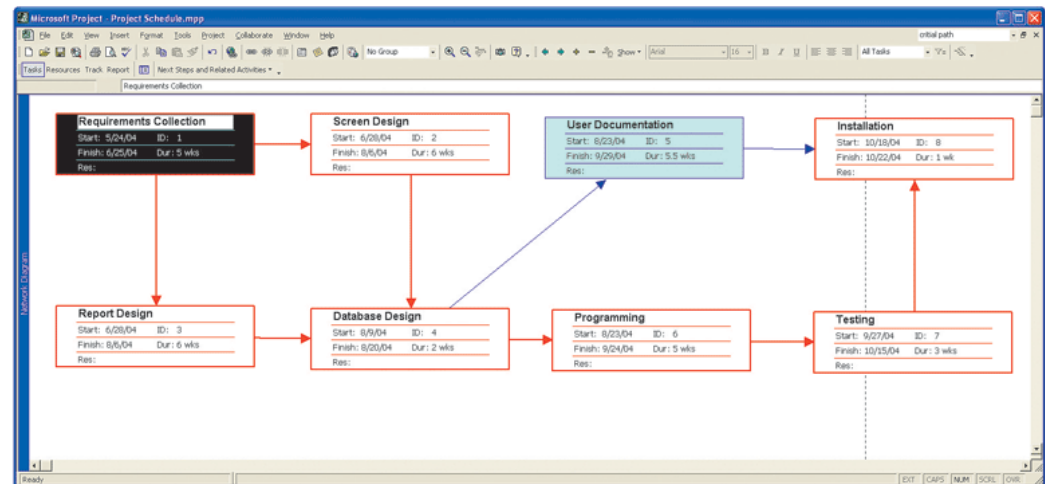 Microsoft Project - Project Schedule.mpp
File Edit View Insert Format Tools Project Collaborate Window Help
critial path
No Group
Show
Arial
16
B I U
All Tasks
Tasks Resources Track Report
Next Steps and Related Activities
Requirements Collection
Requirements Collection
Start: 5/24/04 ID: 1
Finish: 6/25/04 Dur: 5 wks
Res:
Screen Design
Start: 6/28/04 ID: 2
Finish: 8/6/04 Dur: 6 wks
Res:
User Documentation
Start: 8/23/04 ID: 5
Finish: 9/29/04 Dur: 5.5 wks
Res:
Installation
Start: 10/18/04 ID: 8
Finish: 10/22/04 Dur: 1 wk
Res:
Network Diagram
Report Design
Start: 6/28/04 ID: 3
Finish: 8/6/04 Dur: 6 wks
Res:
Database Design
Start: 8/9/04 ID: 4
Finish: 8/20/04 Dur: 2 wks
Res:
Programming
Start: 8/23/04 ID: 6
Finish: 9/24/04 Dur: 5 wks
Res:
Testing
Start: 9/27/04 ID: 7
Finish: 10/15/04 Dur: 3 wks
Res:
Ready
EXT CAPS NUM SCRL OVR